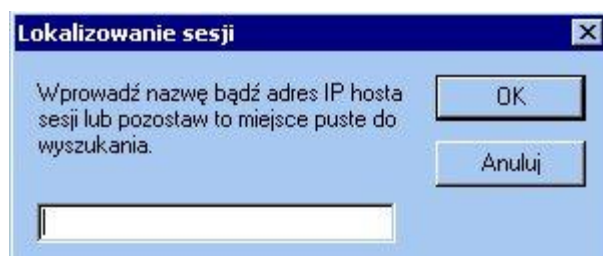 Lokalizowanie sesji
Wprowadź nazwę bądź adres IP hosta
sesji lub pozostaw to miejsce puste do
wyszukania.
OK
Anuluj